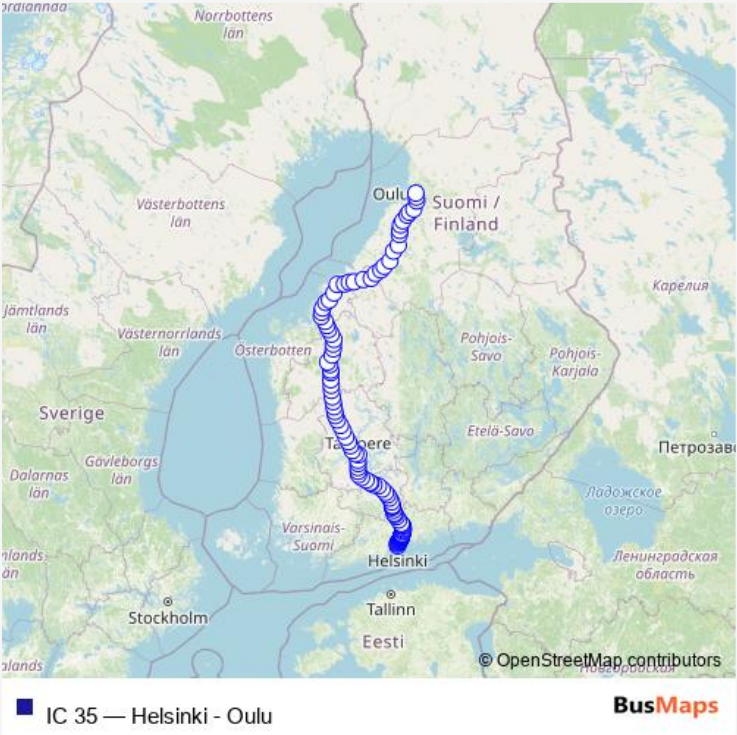 Norrbottens
län
Oulu
Suomi /
Finland
Västerbottens
län
Карелия
Jämtlands
län
Västernorrlands
län
Österbotten
Pohjois-
Savo
Pohjois-
Karjala
Sverige
Etelä-Savo
Gävleborgs
län
Dalarnas
län
Ладожское
озеро
Varsinais-
Suomi
Helsinki
Ленинградская
область
Stockholm
Tallinn
Eesti
© OpenStreetMap contributors
IC 35 — Helsinki - Oulu
BusMaps